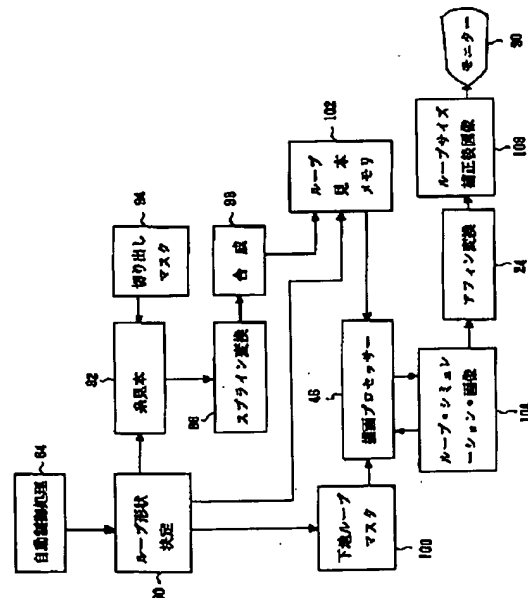 64
自動制御処理
ループ形状
決定
90
94
切り出し
マスク
92
糸見本
スプライン変換
98
合成
102
ループ
見本
メモリ
下地ループ
マスク
100
46
描画プロセッサー
ループ・シミュレ
ーション・画像
104
アフィン変換
24
ループサイズ
補正後画像
108
モニター